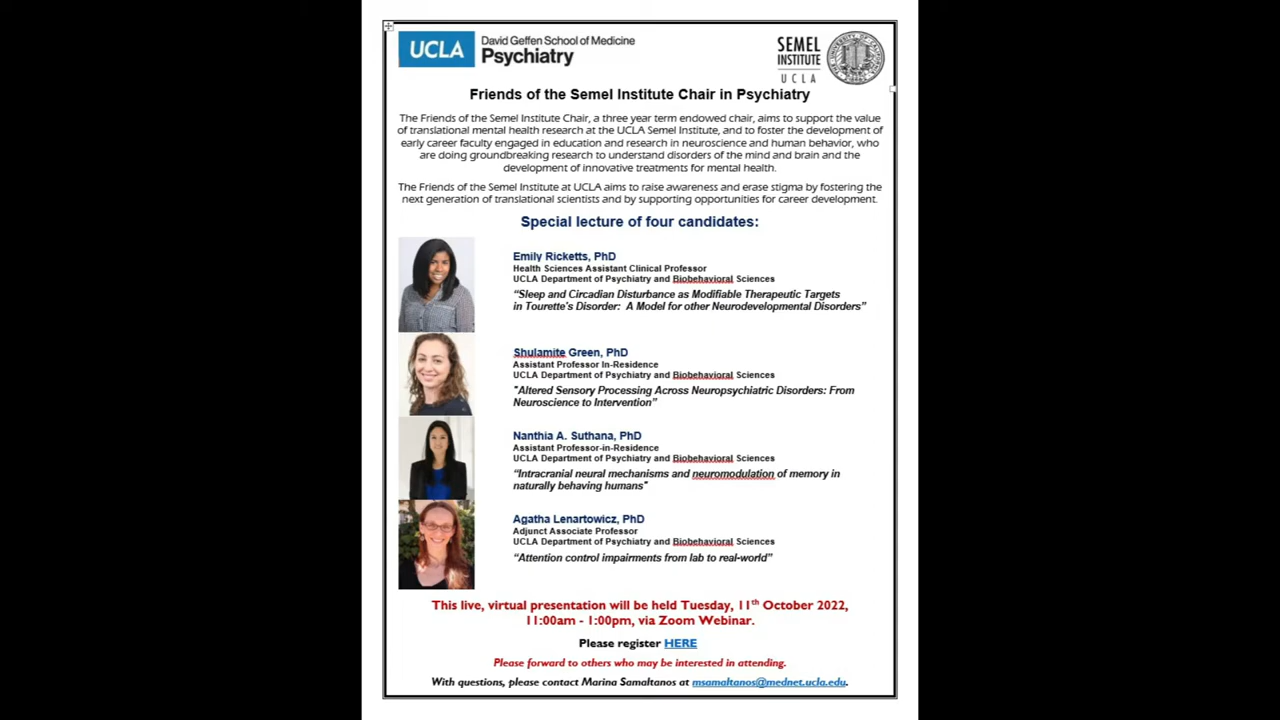 UCLA
David Geffen School of Medicine
Psychiatry
SEMEL
INSTITUTE
UCLA
Friends of the Semel Institute Chair in Psychiatry
The Friends of the Semel Institute Chair, a three year term endowed chair, aims to support the value
of translational mental health research at the UCLA Semel Institute, and to foster the development of
early career faculty engaged in education and research in neuroscience and human behavior, who
are doing groundbreaking research to understand disorders of the mind and brain and the
development of innovative treatments for mental health.
The Friends of the Semel Institute at UCLA aims to raise awareness and erase stigma by fostering the
next generation of translational scientists and by supporting opportunities for career development.
Special lecture of four candidates:
Emily Ricketts, PhD
Health Sciences Assistant Clinical Professor
UCLA Department of Psychiatry and Biobehavioral Sciences
“Sleep and Circadian Disturbance as Modifiable Therapeutic Targets
in Tourette's Disorder: A Model for other Neurodevelopmental Disorders”
Shulamite Green, PhD
Assistant Professor In-Residence
UCLA Department of Psychiatry and Biobehavioral Sciences
"Altered Sensory Processing Across Neuropsychiatric Disorders: From
Neuroscience to Intervention”
Nanthia A. Suthana, PhD
Assistant Professor-in-Residence
UCLA Department of Psychiatry and Biobehavioral Sciences
“Intracranial neural mechanisms and neuromodulation of memory in
naturally behaving humans"
Agatha Lenartowicz, PhD
Adjunct Associate Professor
UCLA Department of Psychiatry and Biobehavioral Sciences
“Attention control impairments from lab to real-world”
This live, virtual presentation will be held Tuesday, 11th October 2022,
11:00am - 1:00pm, via Zoom Webinar.
Please register HERE
Please forward to others who may be interested in attending.
With questions, please contact Marina Samaltanos at msamaltanos@mednet.ucla.edu.